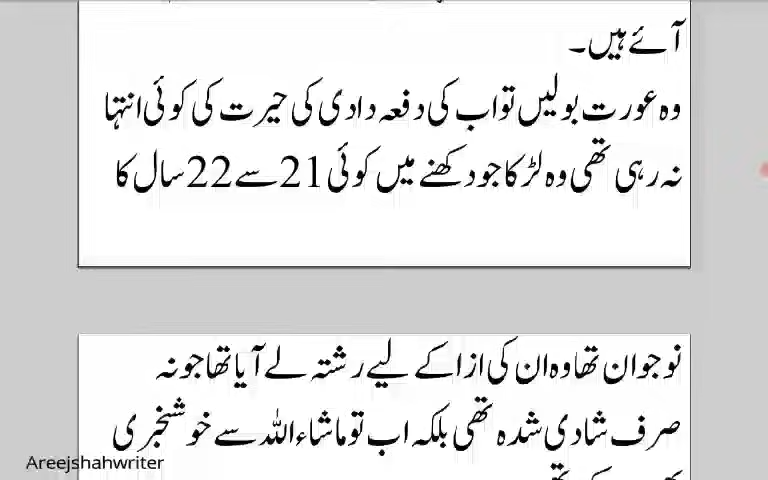 آئے ہیں۔
وہ عورت بولیں تو اب کی دفعہ دادی کی حیرت کی کوئی انتہا
نہ رہی تھی وہ لڑکا جو دکھنے میں کوئی 21 سے 22 سال کا
نوجوان تھا وہ ان کی ازا کے لیے رشتہ لے آیا تھا جو نہ
صرف شادی شدہ تھی بلکہ اب تو ماشاءاللہ سے خوشخبری
Areejshahwriter